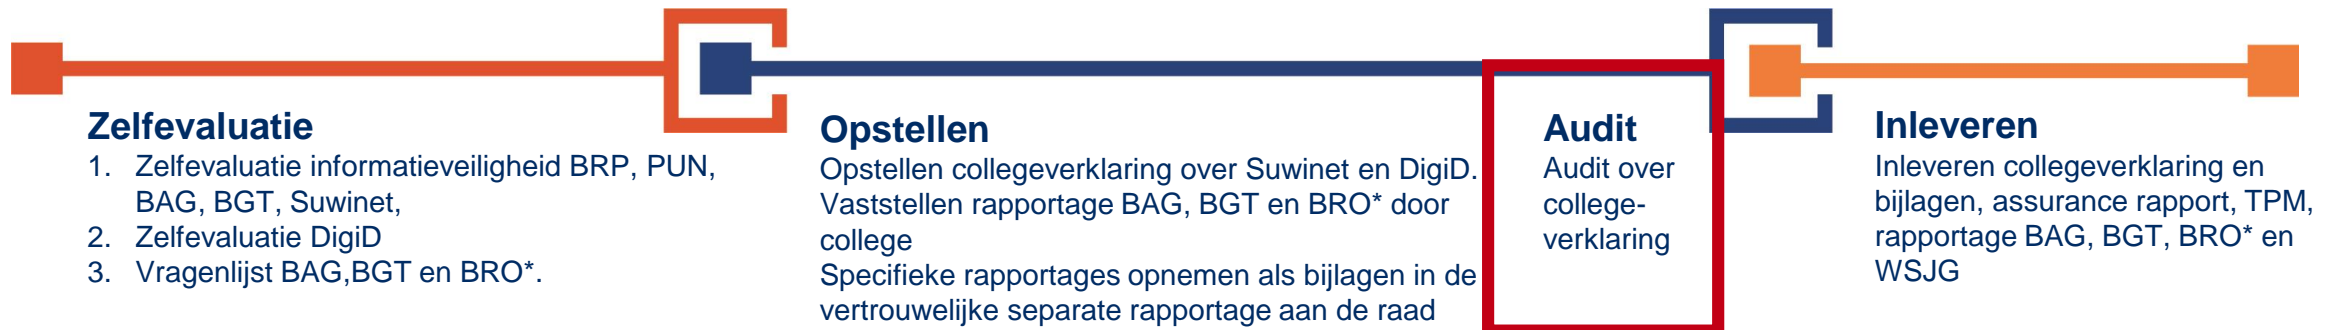 Zelfevaluatie
1. Zelfevaluatie informatieveiligheid BRP, PUN,
BAG, BGT, Suwinet,
2. Zelfevaluatie DigiD
3. Vragenlijst BAG,BGT en BRO*.
Opstellen
Opstellen collegeverklaring over Suwinet en DigiD.
Vaststellen rapportage BAG, BGT en BRO* door
college
Specifieke rapportages opnemen als bijlagen in de
vertrouwelijke separate rapportage aan de raad
Audit
Audit over
college-
verklaring
Inleveren
Inleveren collegeverklaring en
bijlagen, assurance rapport, TPM,
rapportage BAG, BGT, BRO* en
WSJG